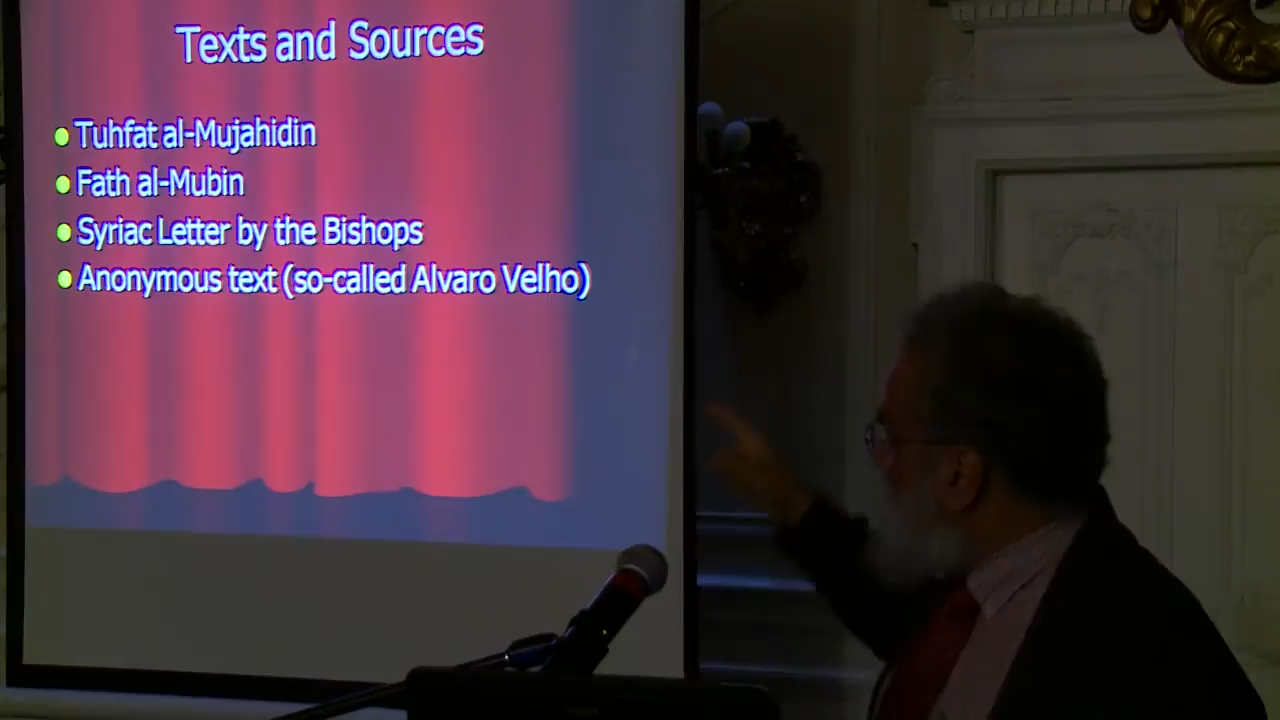 Texts and Sources
Tuhfat al-Mujahidin
Fath al-Mubin
Syriac Letter by the Bishops
Anonymous text (so-called Alvaro Velho)